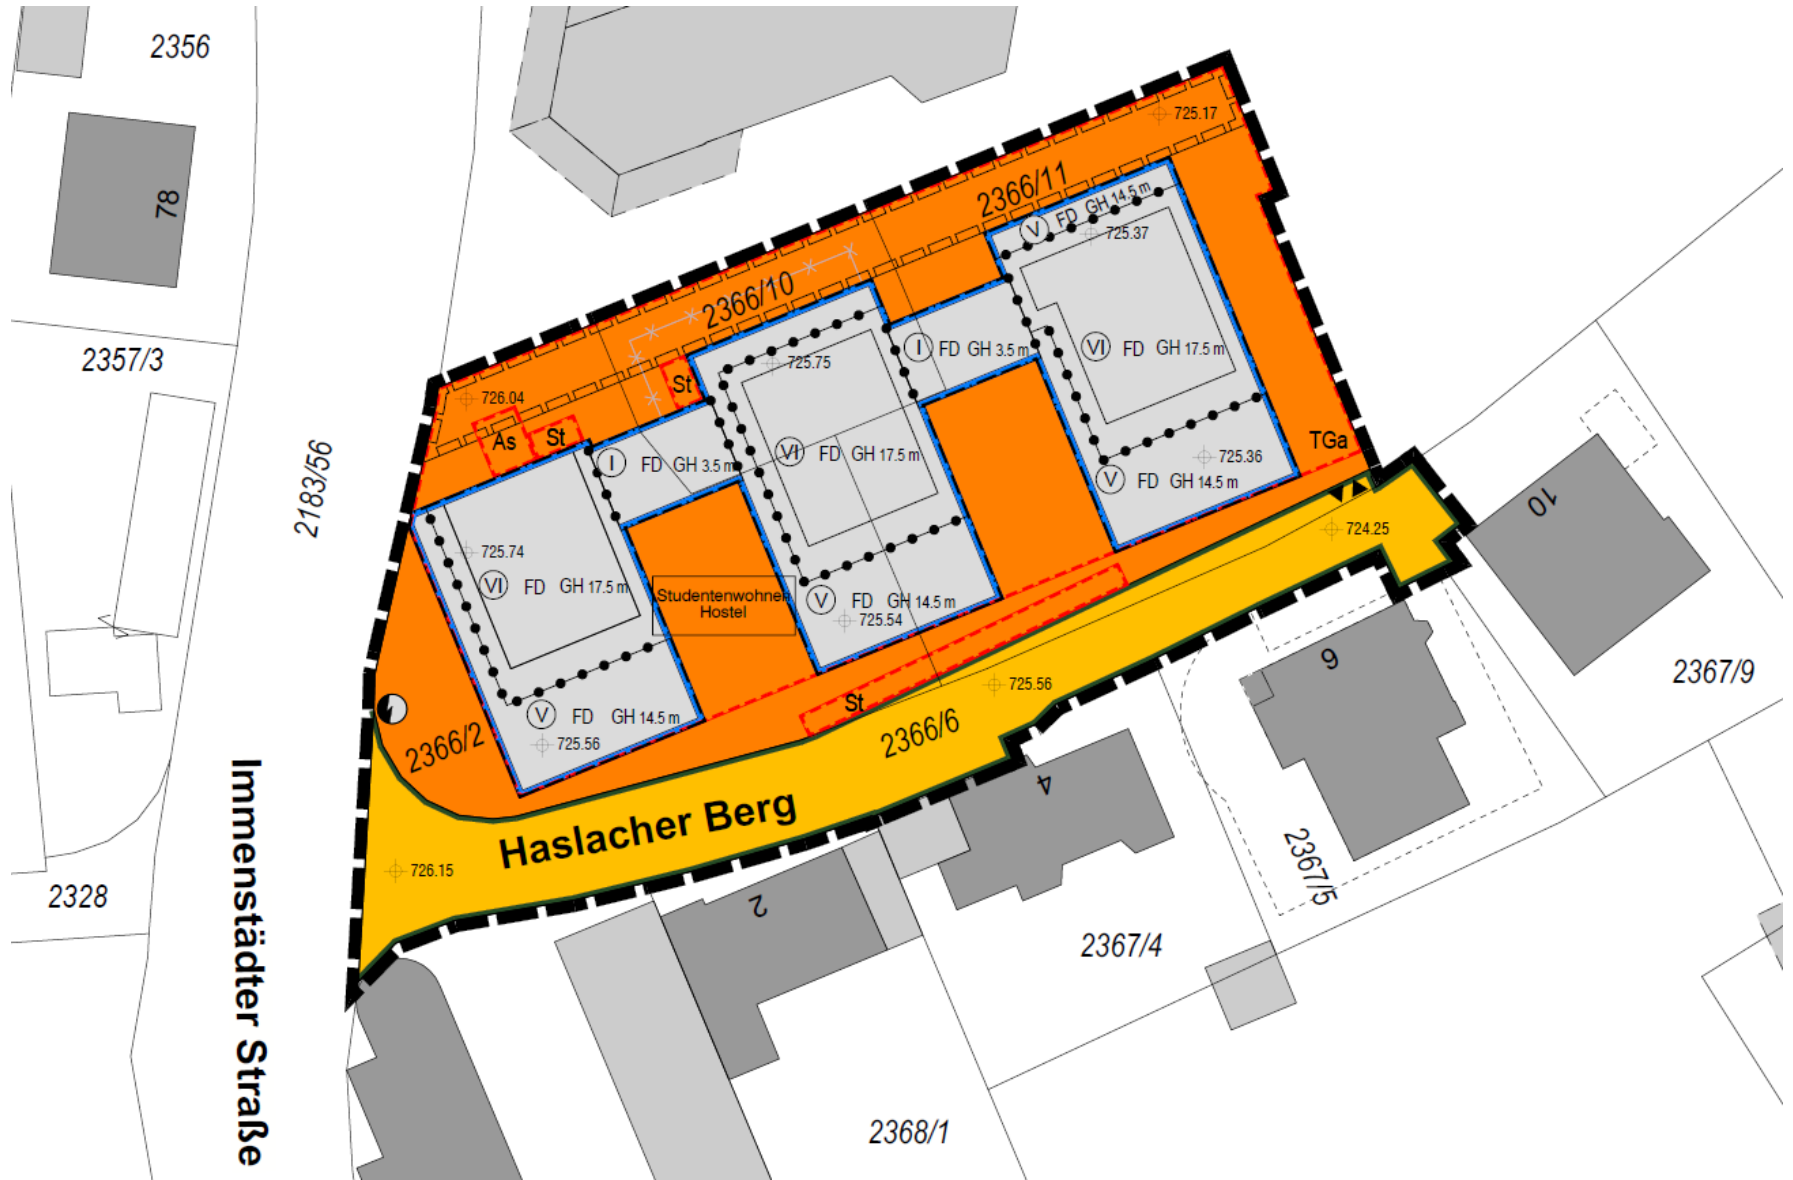 2356
78
2357/3
2183/56
2328
Immenstädter Straße
725.17
2366/11
V FD GH 14.5 m
725.37
2366/10
VI FD GH 17.5 m
I FD GH 3.5 m
725.75
St
726.04
As
St
I FD GH 3.5 m
VI FD GH 17.5 m
TGa
725.36
V FD GH 14.5 m
10
724.25
725.74
VI FD GH 17.5 m
Studentenwohnen
Hostel
V FD GH 14.5 m
725.54
6
2367/9
725.56
St
2366/6
V FD GH 14.5 m
725.56
2366/2
4
Haslacher Berg
726.15
2
2367/5
2367/4
2368/1